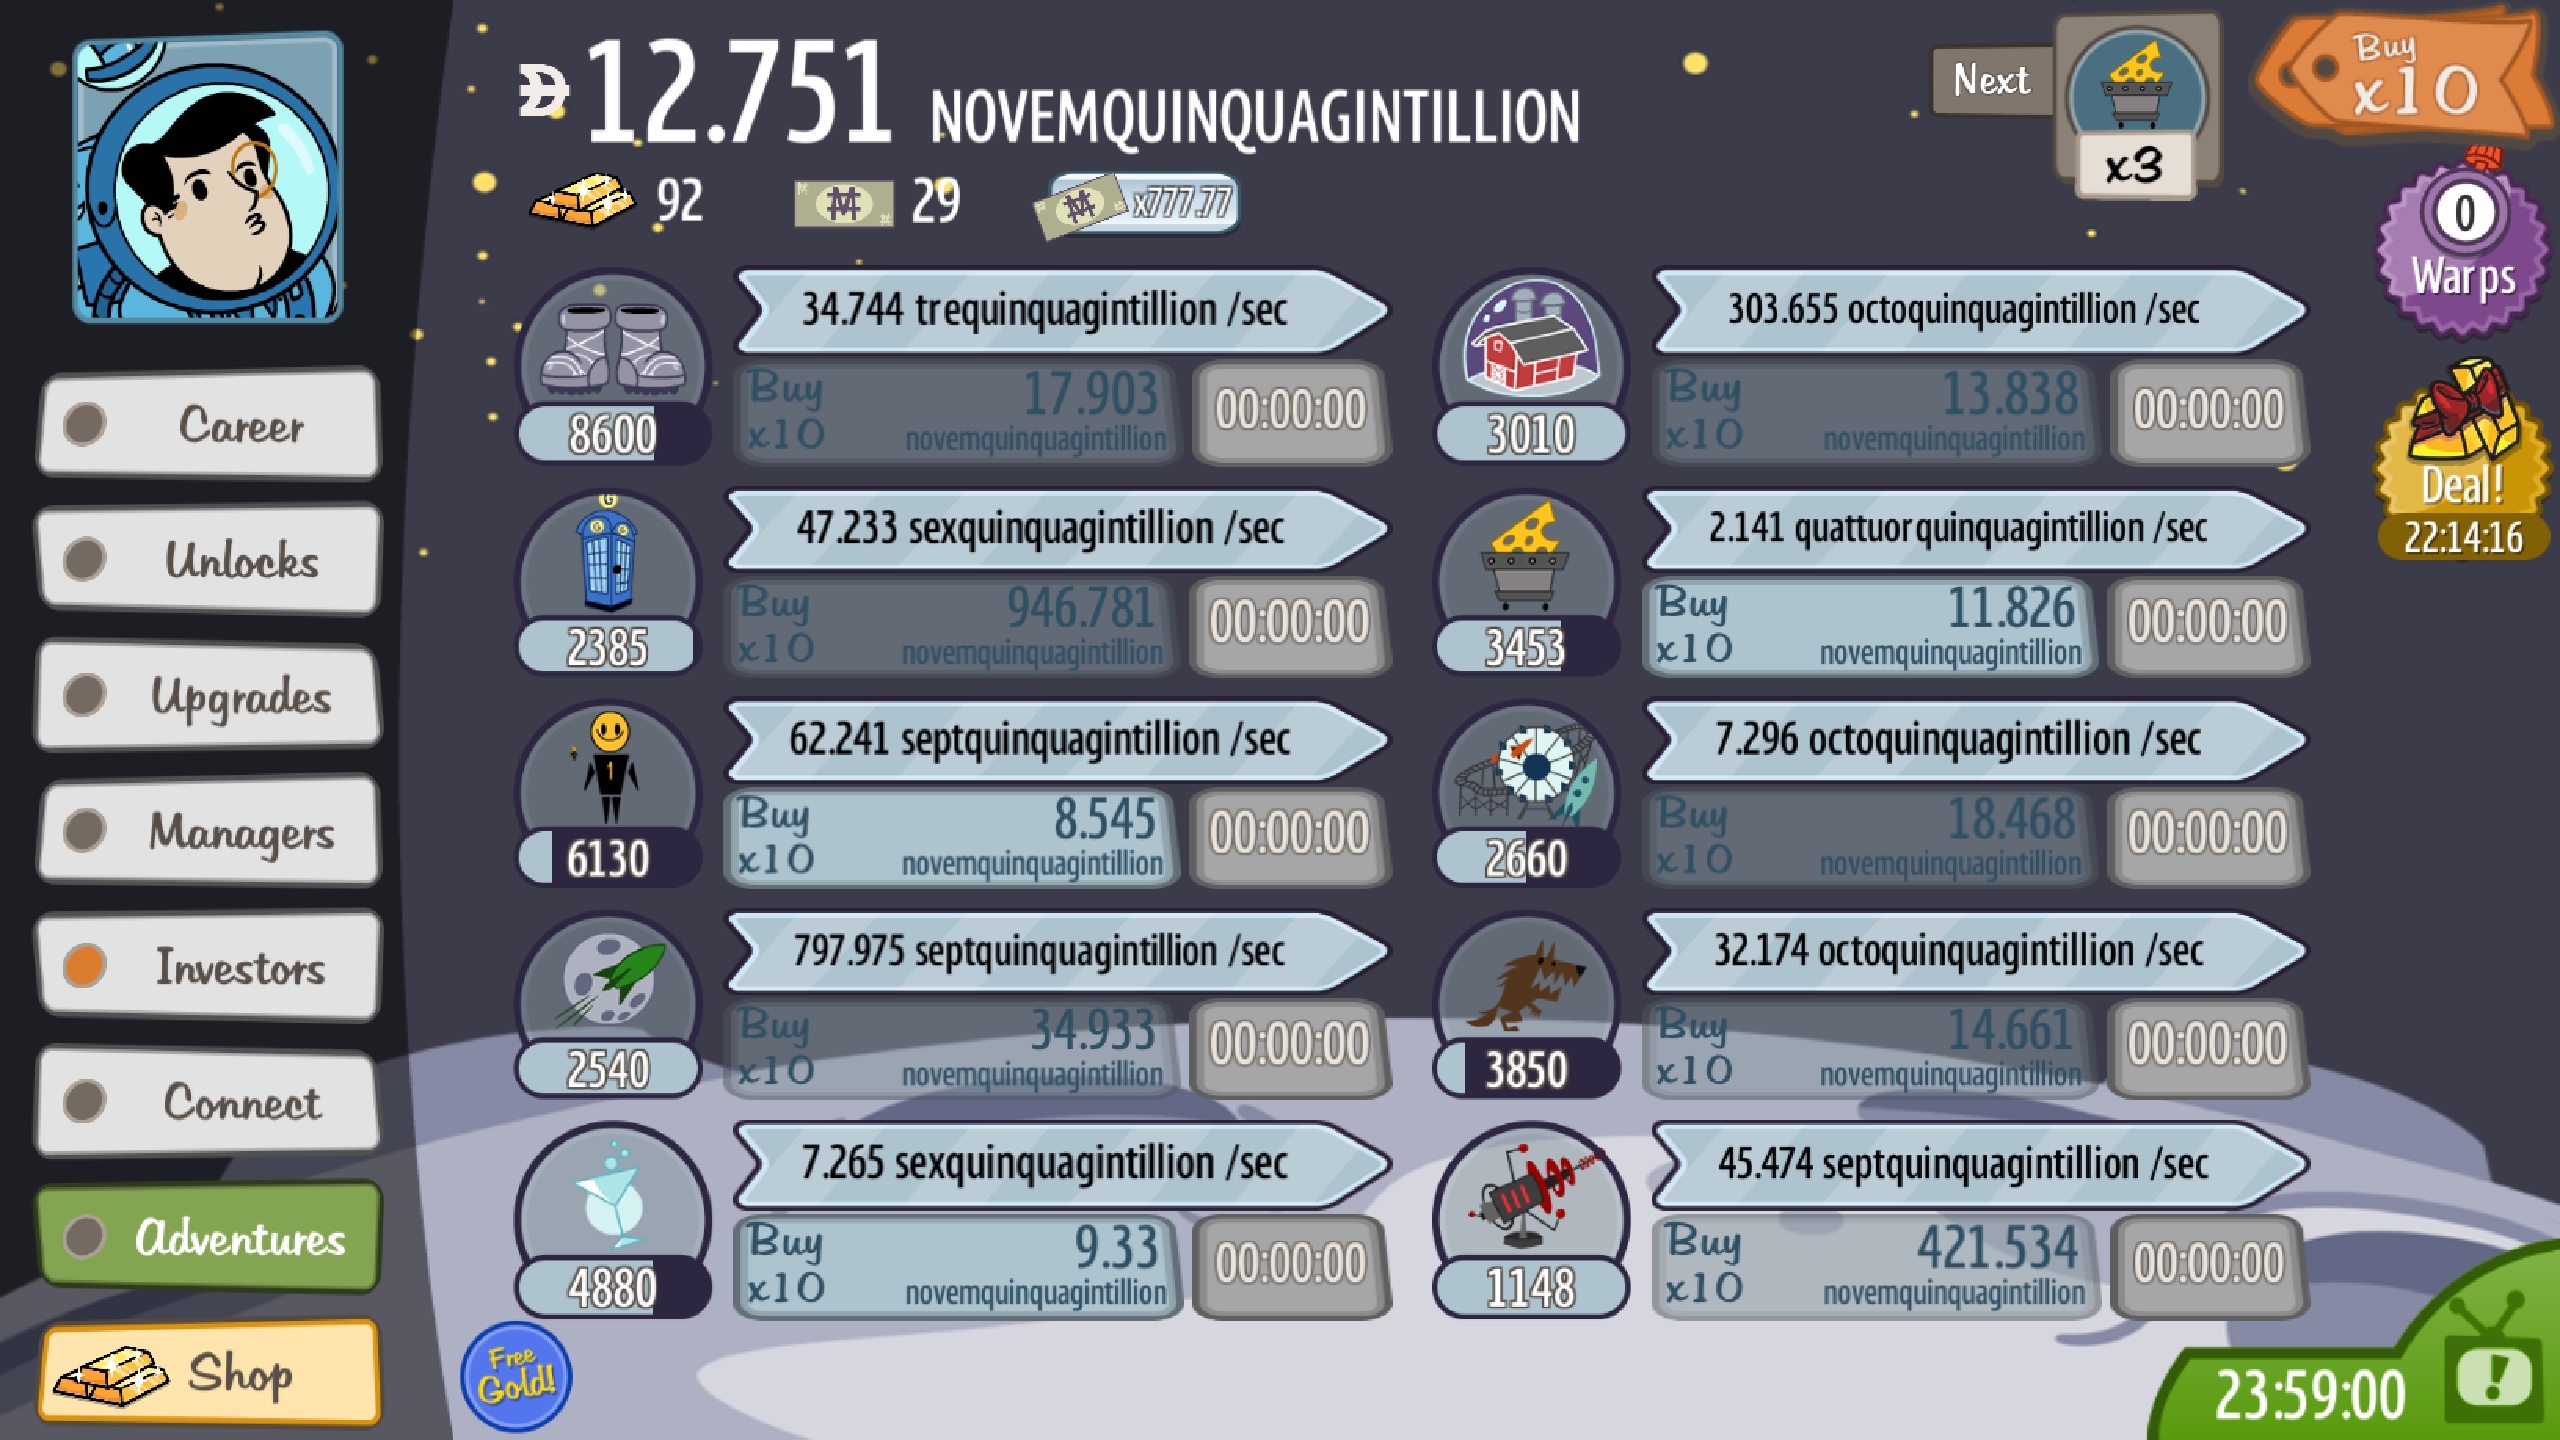 12.751 NOVEMQUINQUAGINTILLION
Next
x3
Buy
x10
92
29
x777.77
0
Warps
Deal!
22:14:16
Career
Unlocks
Upgrades
Managers
Investors
Connect
Adventures
Shop
34.744 trequinquagintillion /sec
8600
Buy
x10
17.903
novemquinquagintillion
00:00:00
303.655 octoquinquagintillion /sec
3010
Buy
x10
13.838
novemquinquagintillion
00:00:00
G
47.233 sexquinquagintillion /sec
2385
Buy
x10
946.781
novemquinquagintillion
00:00:00
2.141 quattuorquinquagintillion /sec
3453
Buy
x10
11.826
novemquinquagintillion
00:00:00
62.241 septquinquagintillion /sec
1
6130
Buy
x10
8.545
novemquinquagintillion
00:00:00
7.296 octoquinquagintillion /sec
2660
Buy
x10
18.468
novemquinquagintillion
00:00:00
797.975 septquinquagintillion /sec
2540
Buy
x10
34.933
novemquinquagintillion
00:00:00
32.174 octoquinquagintillion /sec
3850
Buy
x10
14.661
novemquinquagintillion
00:00:00
7.265 sexquinquagintillion /sec
4880
Buy
x10
9.33
novemquinquagintillion
00:00:00
45.474 septquinquagintillion /sec
1148
Buy
x10
421.534
novemquinquagintillion
00:00:00
Free
Gold!
23:59:00
!